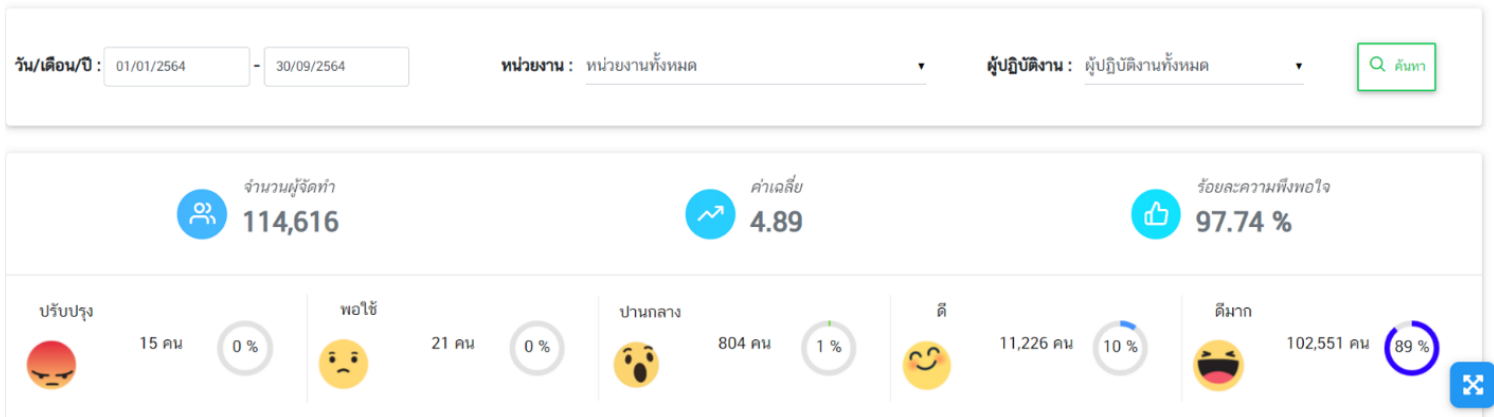 วัน/เดือน/ปี : 01/01/2564 - 30/09/2564 หน่วยงาน : หน่วยงานทั้งหมด ผู้ปฏิบัติงาน : ผู้ปฏิบัติงานทั้งหมด ค้นหา
จำนวนผู้จัดทำ
114,616
ค่าเฉลี่ย
4.89
ร้อยละความพึงพอใจ
97.74 %
ปรับปรุง
15 คน 0 %
พอใช้
21 คน 0 %
ปานกลาง
804 คน 1 %
ดี
11,226 คน 10 %
ดีมาก
102,551 คน 89 %